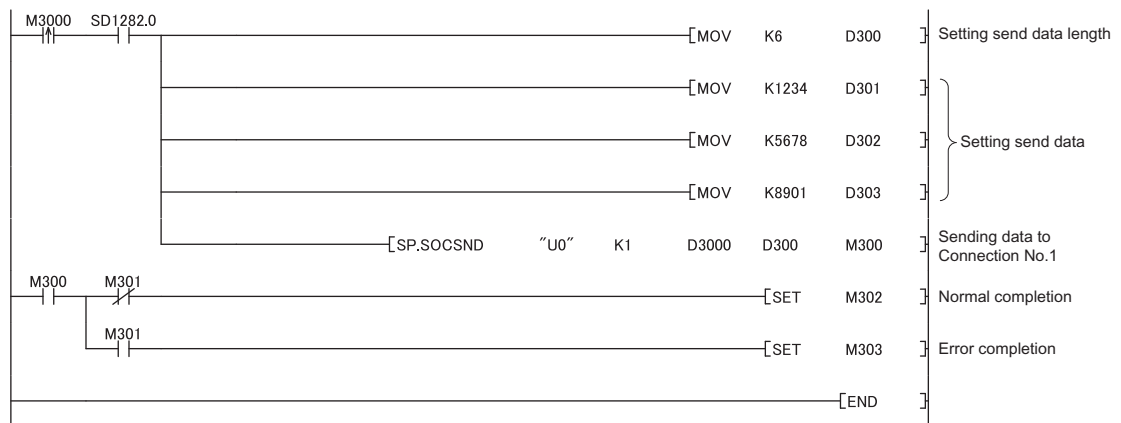 M3000 SD1282.0
[MOV K6 D300 ] Setting send data length
[MOV K1234 D301 ]
[MOV K5678 D302 ] Setting send data
[MOV K8901 D303 ]
[SP.SOCSND "U0" K1 D3000 D300 M300 ] Sending data to
Connection No.1
M300 M301
[SET M302 ] Normal completion
M301
[SET M303 ] Error completion
[END ]